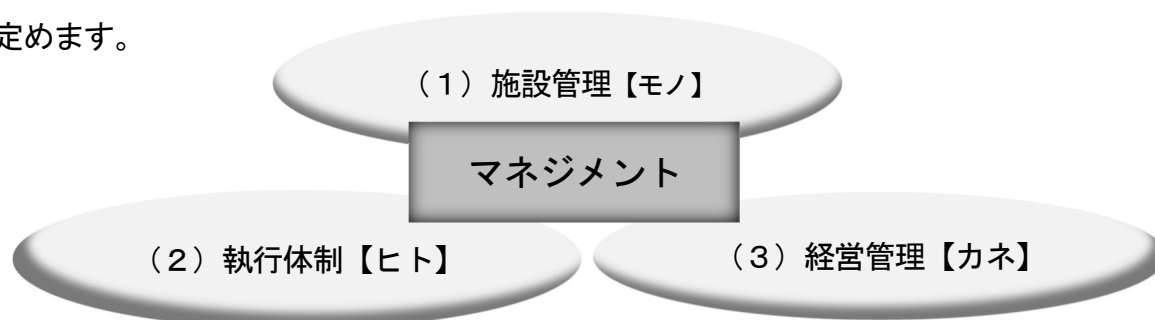 定めます。
（１）施設管理【モノ】
マネジメント
（２）執行体制【ヒト】
（３）経営管理【カネ】